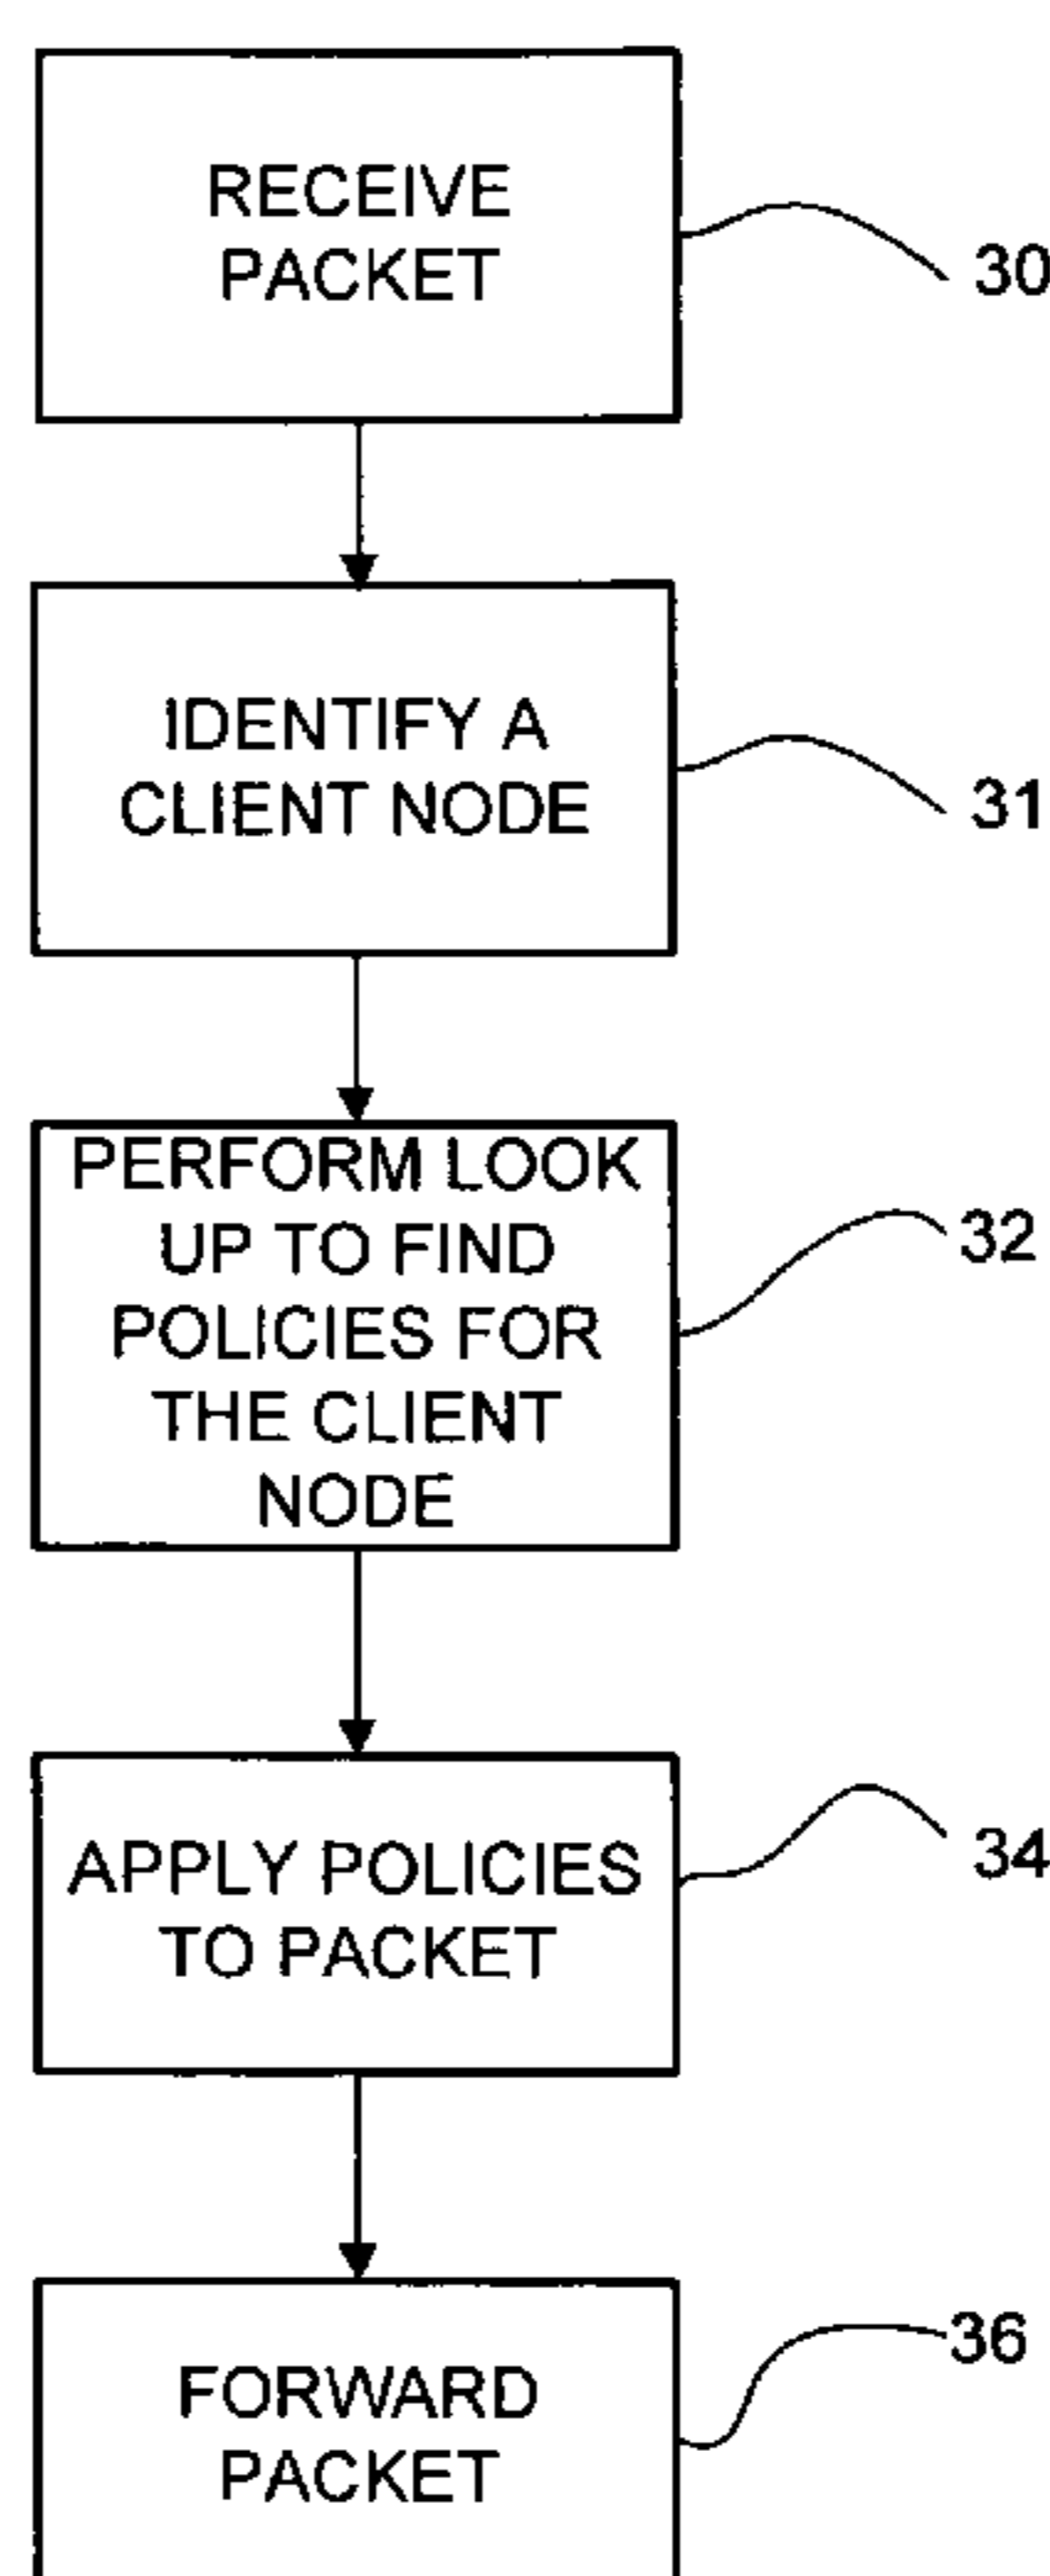 RECEIVE
PACKET
30
IDENTIFY A
CLIENT NODE
31
PERFORM LOOK
UP TO FIND
POLICIES FOR
THE CLIENT
NODE
32
APPLY POLICIES
TO PACKET
34
FORWARD
PACKET
36